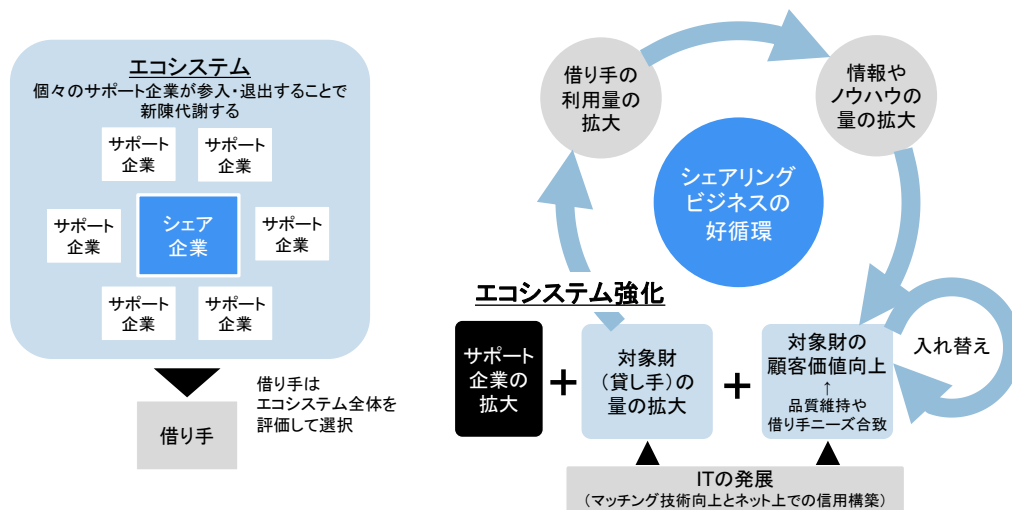 エコシステム
個々のサポート企業が参入・退出することで
新陳代謝する
サポート
企業
サポート
企業
サポート
企業
シェア
企業
サポート
企業
サポート
企業
サポート
企業
借り手は
エコシステム全体を
評価して選択
借り手
借り手の
利用量の
拡大
情報や
ノウハウの
量の拡大
シェアリング
ビジネスの
好循環
エコシステム強化
サポート
企業の
拡大
+
対象財
(貸し手)の
量の拡大
+
対象財の
顧客価値向上
↑
品質維持や
借り手ニーズ合致
入れ替え
ITの発展
(マッチング技術向上とネット上での信用構築)